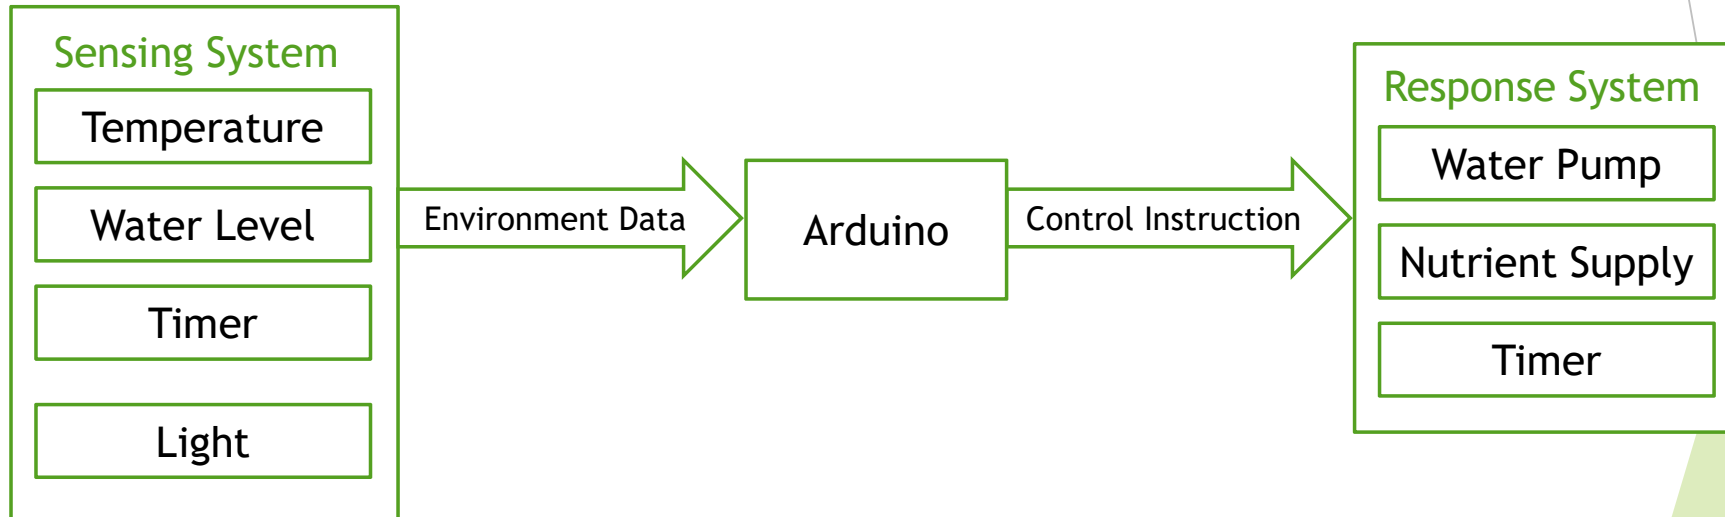 Sensing System
Temperature
Water Level
Timer
Light
Environment Data
Arduino
Control Instruction
Response System
Water Pump
Nutrient Supply
Timer